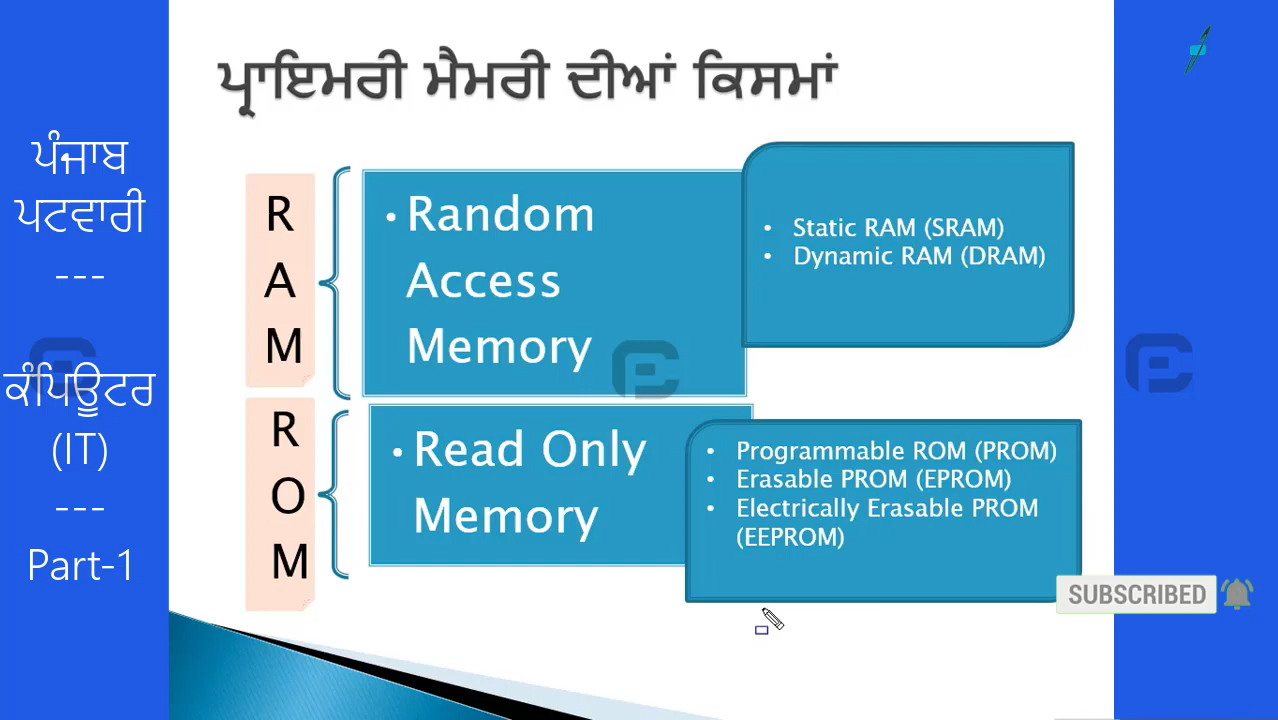 ਪ੍ਰਾਇਮਰੀ ਮੈਮਰੀ ਦੀਆਂ ਕਿਸਮਾਂ
ਪੰਜਾਬ
ਪਟਵਾਰੀ
---
ਕੰਪਿਊਟਰ
(IT)
---
Part-1
R
A
M
• Random
Access
Memory
• Static RAM (SRAM)
• Dynamic RAM (DRAM)
R
O
M
• Read Only
Memory
• Programmable ROM (PROM)
• Erasable PROM (EPROM)
• Electrically Erasable PROM
(EEPROM)
SUBSCRIBED